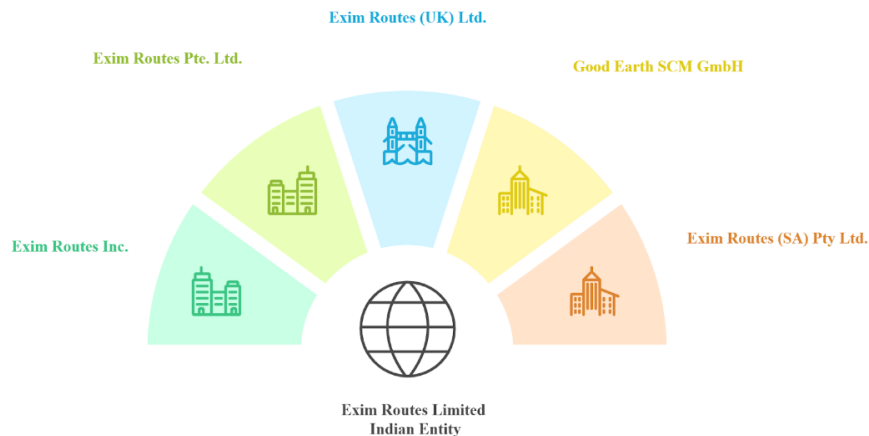 Exim Routes (UK) Ltd.
Exim Routes Pte. Ltd.
Good Earth SCM GmbH
Exim Routes Inc.
Exim Routes (SA) Pty Ltd.
Exim Routes Limited
Indian Entity